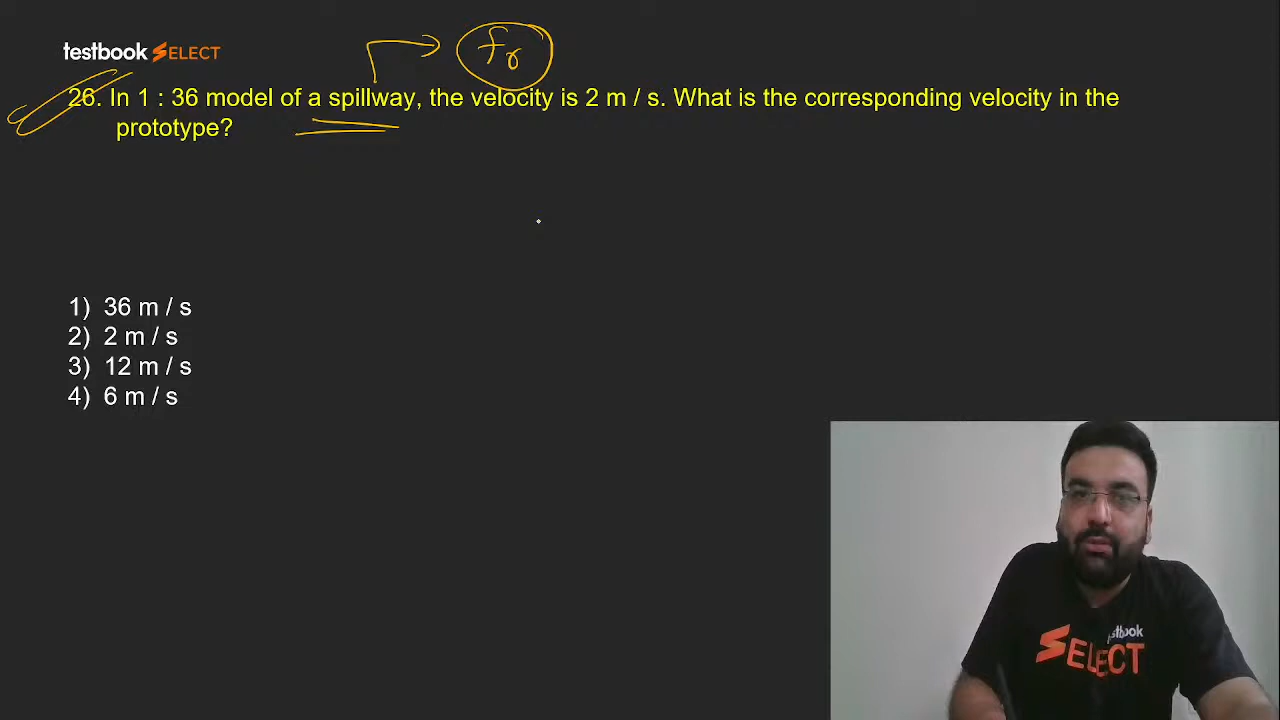 testbook SELECT
Fr
26. In 1 : 36 model of a spillway, the velocity is 2 m / s. What is the corresponding velocity in the
prototype?
1) 36 m / s
2) 2 m / s
3) 12 m / s
4) 6 m / s
testbook
SELECT